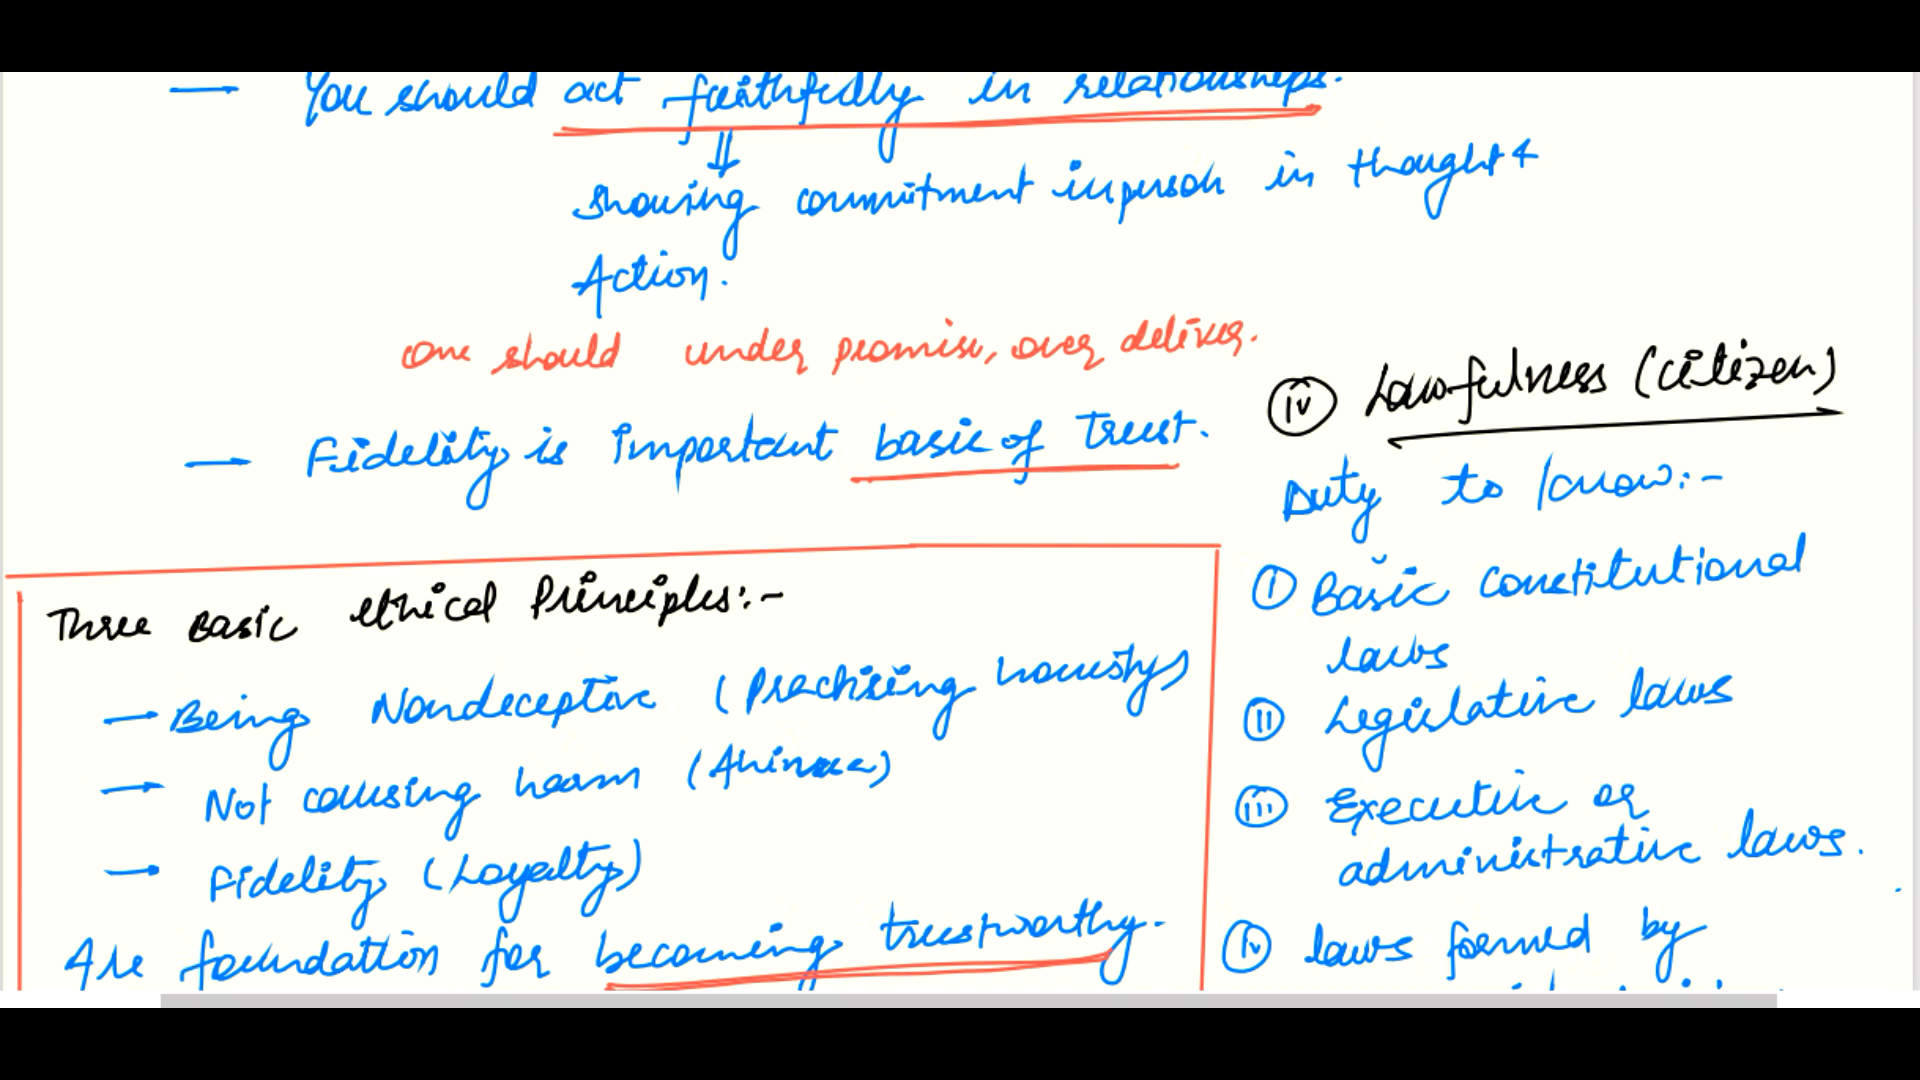 — You should act faithfully in relationships.
⇓
Showing commitment in person in thought &
Action.
One should under promise, over deliver.
— Fidelity is important basic of trust.
Three Basic ethical Principles:-
— Being Nondeceptive (Practising honesty)
— Not causing harm (Ahimsa)
— Fidelity (Loyalty)
Are foundation for becoming trustworthy.
(iv) Lawfulness (citizen)
Duty to know:-
(i) Basic constitutional
laws
(ii) Legislative laws
(iii) Executive or
administrative laws.
(iv) laws formed by